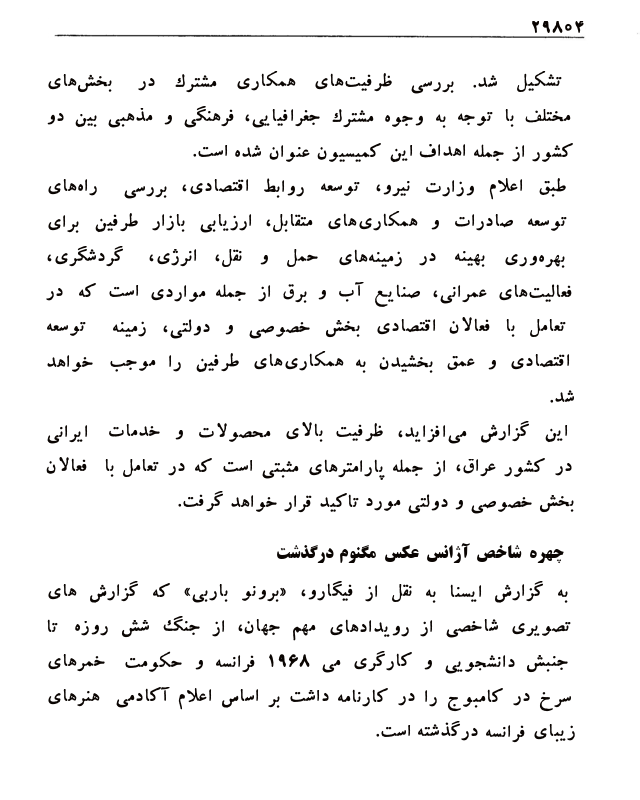 ۲۹۸۰۴
تشکیل شد. بررسی ظرفیت‌های همکاری مشترك در بخش‌های
مختلف با توجه به وجوه مشترك جغرافیایی، فرهنگی و مذهبی بین دو
کشور از جمله اهداف این کمیسیون عنوان شده است.
طبق اعلام وزارت نیرو، توسعه روابط اقتصادی، بررسی راه‌های
توسعه صادرات و همکاری‌های متقابل، ارزیابی بازار طرفین برای
بهره‌وری بهینه در زمینه‌های حمل و نقل، انرژی، گردشگری،
فعالیت‌های عمرانی، صنایع آب و برق از جمله مواردی است که در
تعامل با فعالان اقتصادی بخش خصوصی و دولتی، زمینه توسعه
اقتصادی و عمق بخشیدن به همکاری‌های طرفین را موجب خواهد
شد.
این گزارش می‌افزاید، ظرفیت بالای محصولات و خدمات ایرانی
در کشور عراق، از جمله پارامترهای مثبتی است که در تعامل با فعالان
بخش خصوصی و دولتی مورد تاکید قرار خواهد گرفت.
چهره شاخص آژانس عکس مگنوم درگذشت
به گزارش ایسنا به نقل از فیگارو، «برونو باربی» که گزارش های
تصویری شاخصی از رویدادهای مهم جهان، از جنگ شش روزه تا
جنبش دانشجویی و کارگری می ۱۹۶۸ فرانسه و حکومت خمرهای
سرخ در کامبوج را در کارنامه داشت بر اساس اعلام آکادمی هنرهای
زیبای فرانسه درگذشته است.